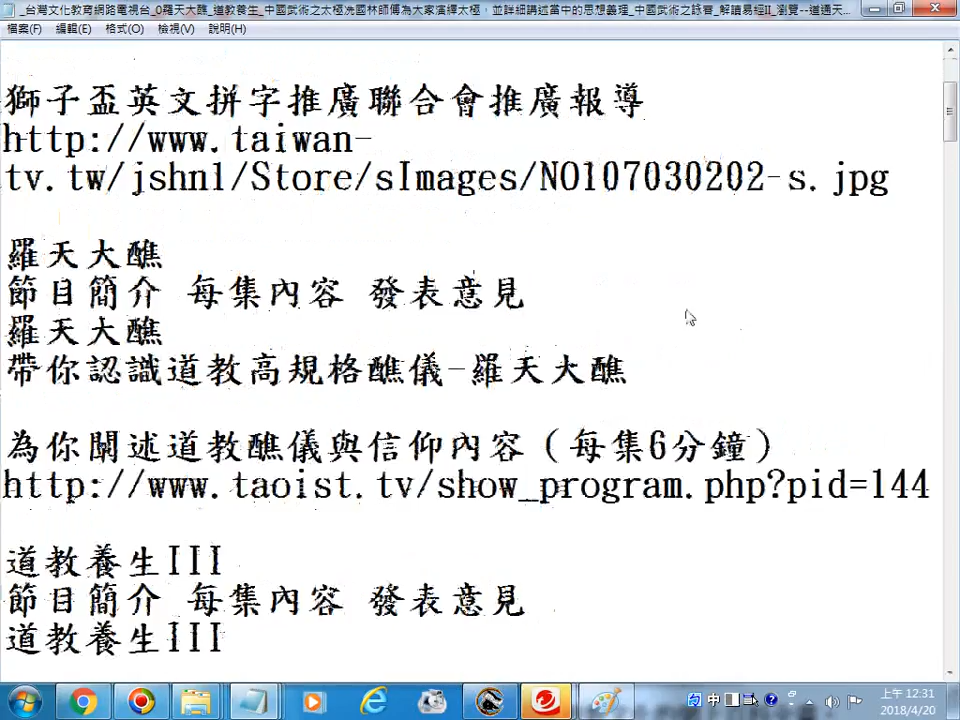 _台灣文化教育網路電視台_0羅天大醮_道教養生_中國武術之太極冼國林師傅為大家演譯太極，並詳細講述當中的思想義理_中國武術之詠春_解讀易經II_瀏覽--道通天...
檔案(F) 編輯(E) 格式(O) 檢視(V) 說明(H)
獅子盃英文拼字推廣聯合會推廣報導
http://www.taiwan-
tv.tw/jshnl/Store/sImages/NO107030202-s.jpg
羅天大醮
節目簡介 每集內容 發表意見
羅天大醮
帶你認識道教高規格醮儀-羅天大醮
為你闡述道教醮儀與信仰內容（每集6分鐘）
http://www.taoist.tv/show_program.php?pid=144
道教養生III
節目簡介 每集內容 發表意見
道教養生III
中
上午 12:31
2018/4/20